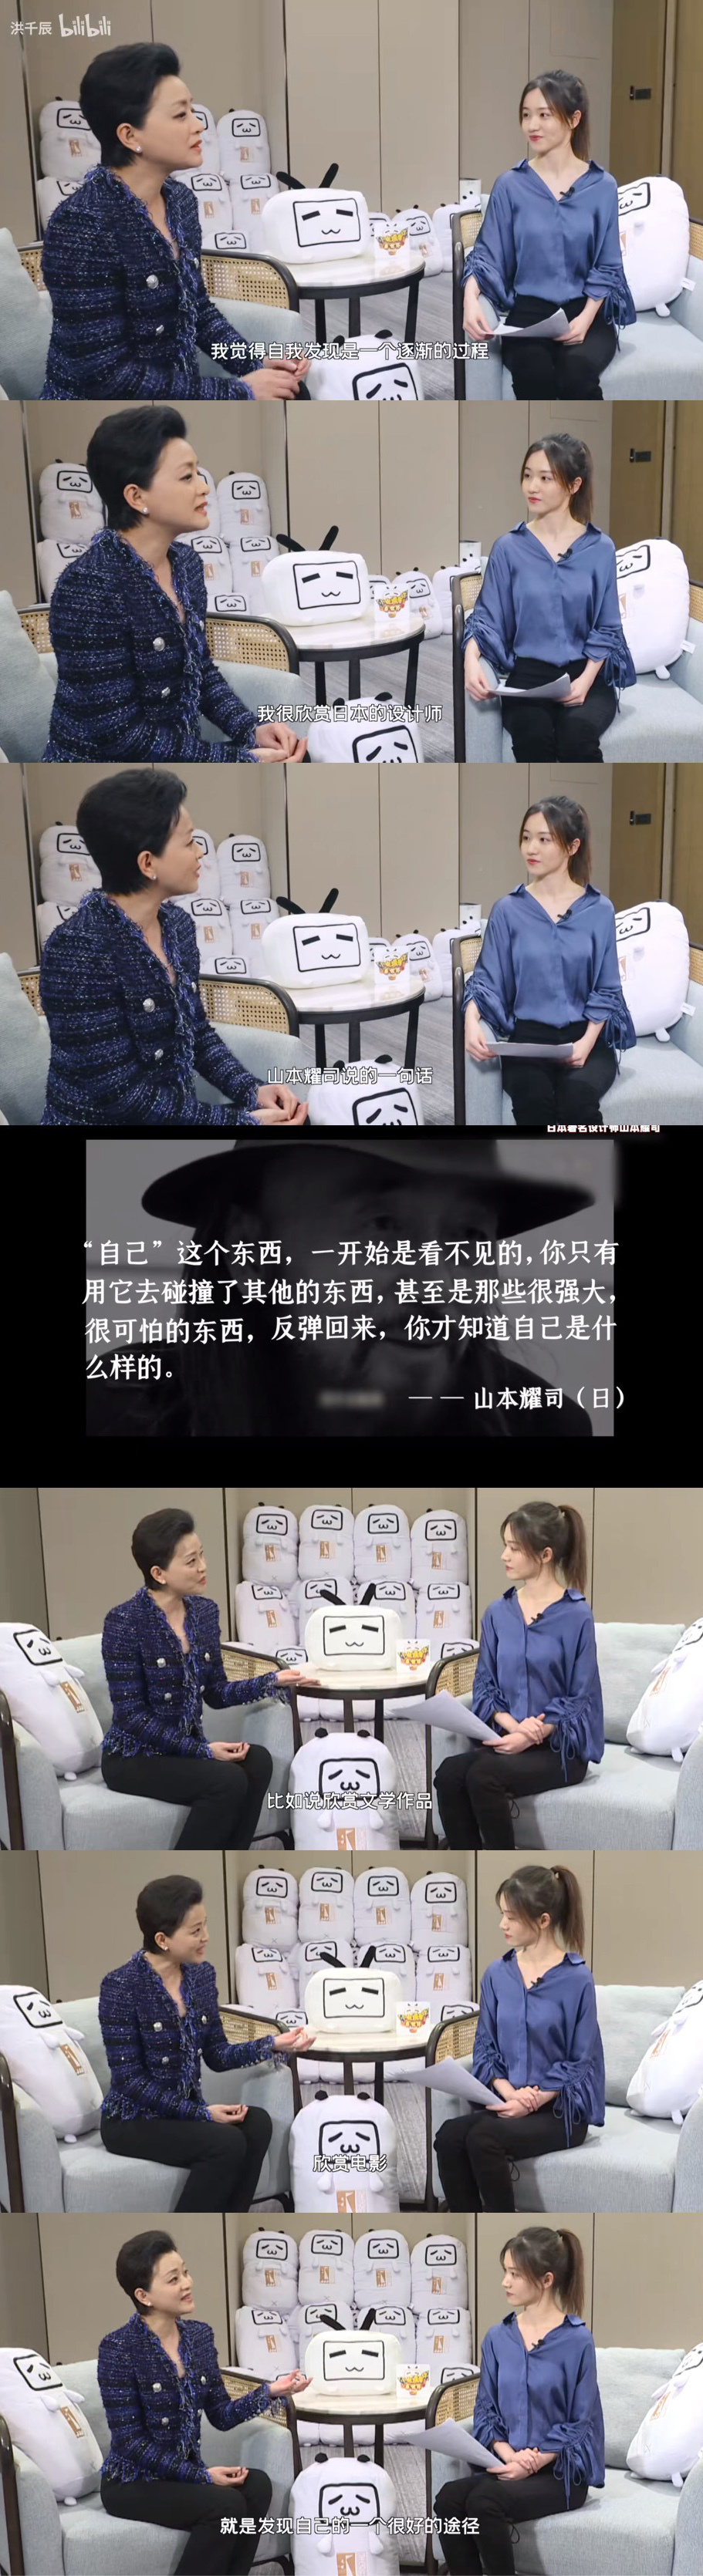 洪千辰 bilibili
我觉得自我发现是一个逐渐的过程
我很欣赏日本的设计师
山本耀司说的一句话
日本著名设计师山本耀司
“自己”这个东西，一开始是看不见的，你只有
用它去碰撞了其他的东西，甚至是那些很强大，
很可怕的东西，反弹回来，你才知道自己是什
么样的。
—— 山本耀司（日）
比如说欣赏文学作品
欣赏电影
就是发现自己的一个很好的途径